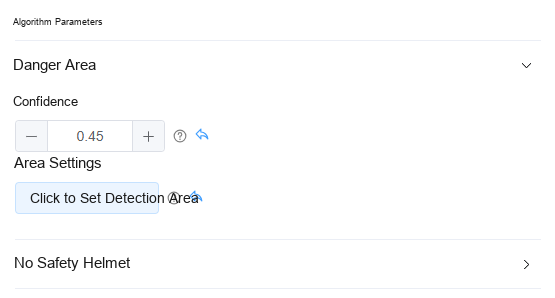 Algorithm Parameters
Danger Area
Confidence
0.45
Area Settings
Click to Set Detection Area
No Safety Helmet